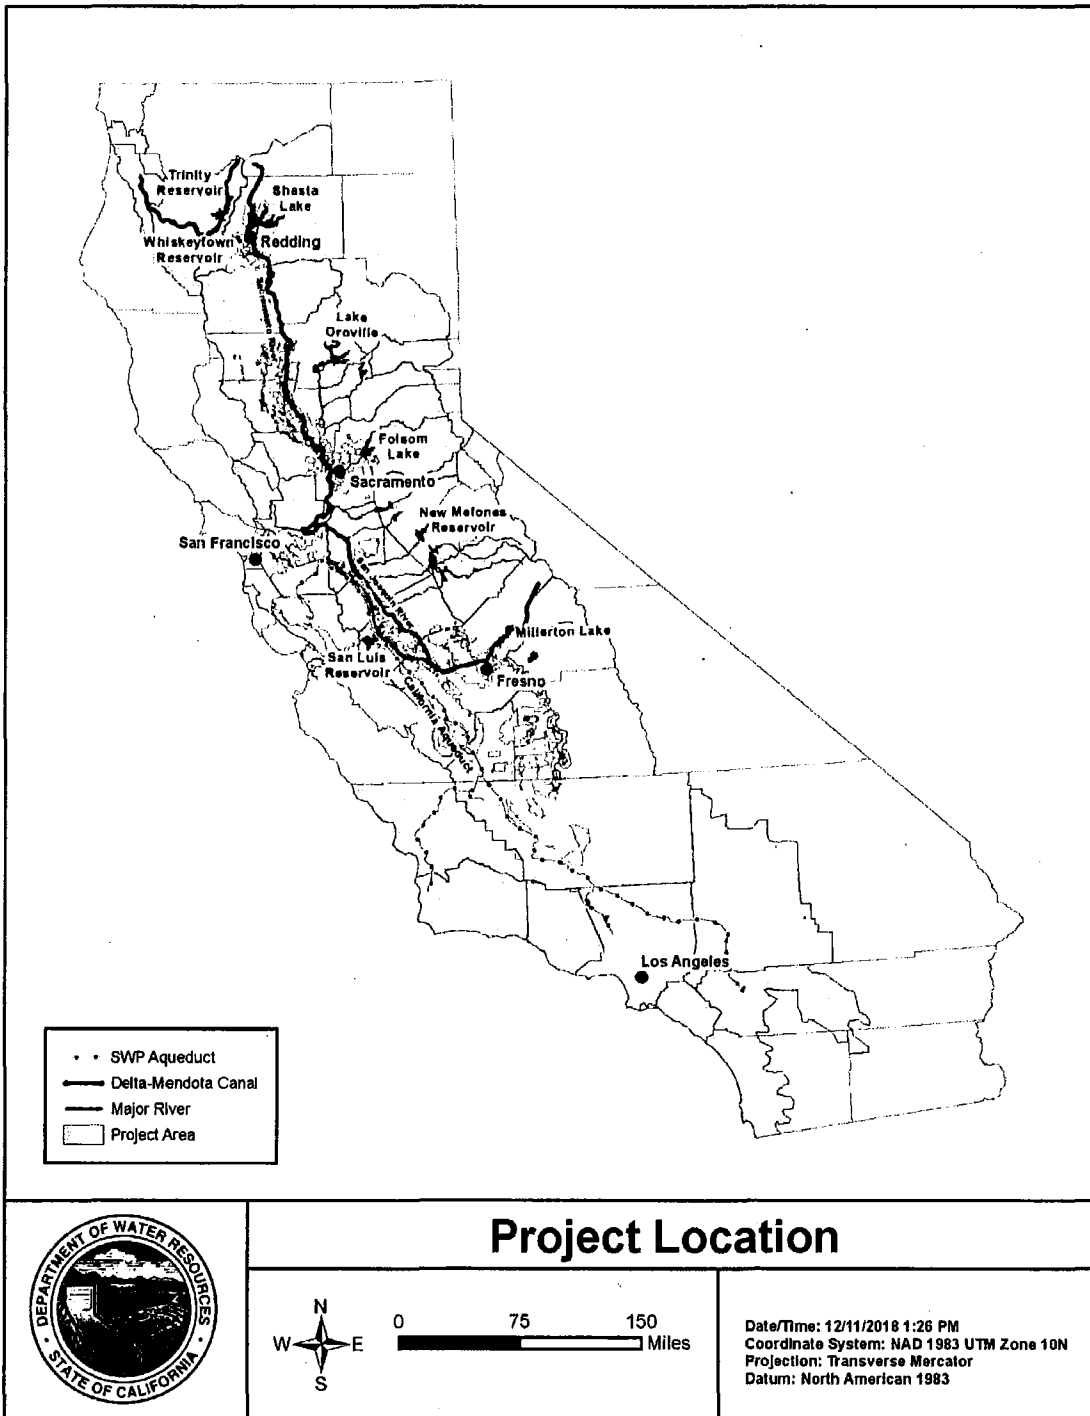 Trinity
Reservoir
Shasta
Lake
Whiskeytown
Reservoir
Redding
Lake
Oroville
Folsom
Lake
Sacramento
New Melones
Reservoir
San Francisco
San Joaquin River
Millerton Lake
San Luis
Reservoir
Fresno
California Aqueduct
Los Angeles
SWP Aqueduct
Delta-Mendota Canal
Major River
Project Area
Project Location
DEPARTMENT OF WATER RESOURCES
STATE OF CALIFORNIA
N
W E
S
0 75 150
Miles
Date/Time: 12/11/2018 1:26 PM
Coordinate System: NAD 1983 UTM Zone 10N
Projection: Transverse Mercator
Datum: North American 1983